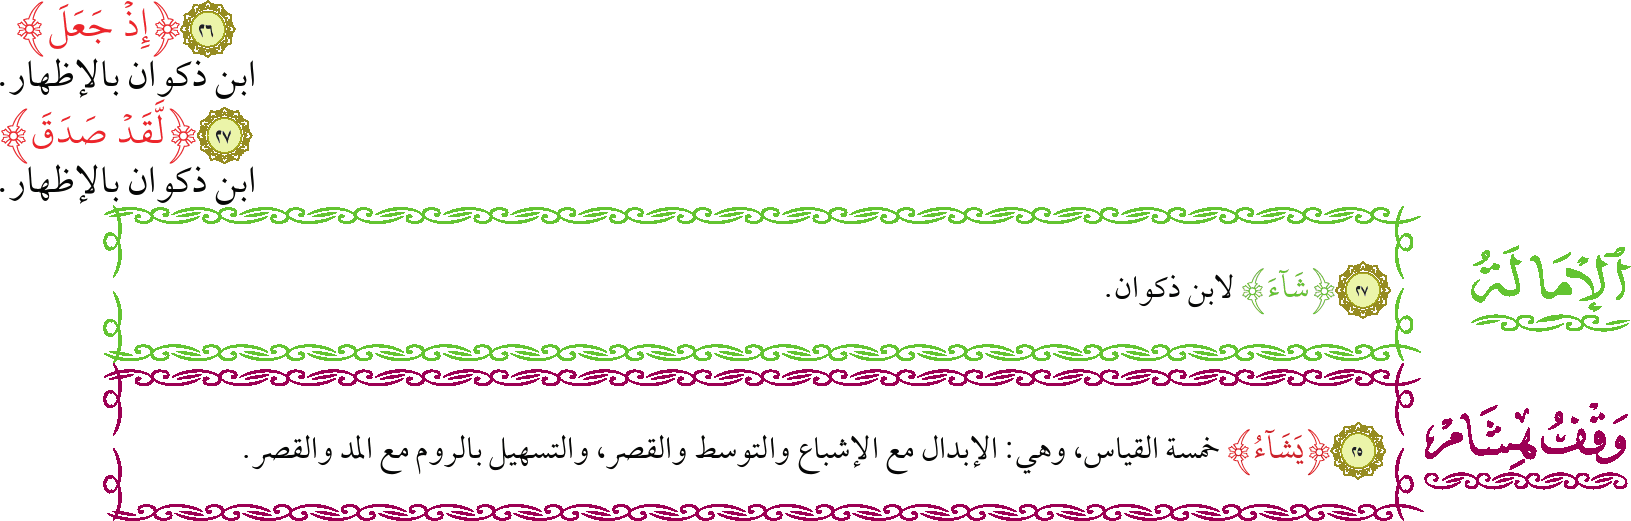 ٢٦ ﴿إِذْ جَعَلَ﴾
ابن ذكوان بالإظهار.
٢٧ ﴿لَّقَدْ صَدَقَ﴾
ابن ذكوان بالإظهار.
ٱلْإِمَالَةُ
٢٧ ﴿شَآءَ﴾ لابن ذكوان.
وَقْفُ هِشَامٍ
٢٥ ﴿يَشَآءُ﴾ خمسة القياس، وهي: الإبدال مع الإشباع والتوسط والقصر، والتسهيل بالروم مع المد والقصر.